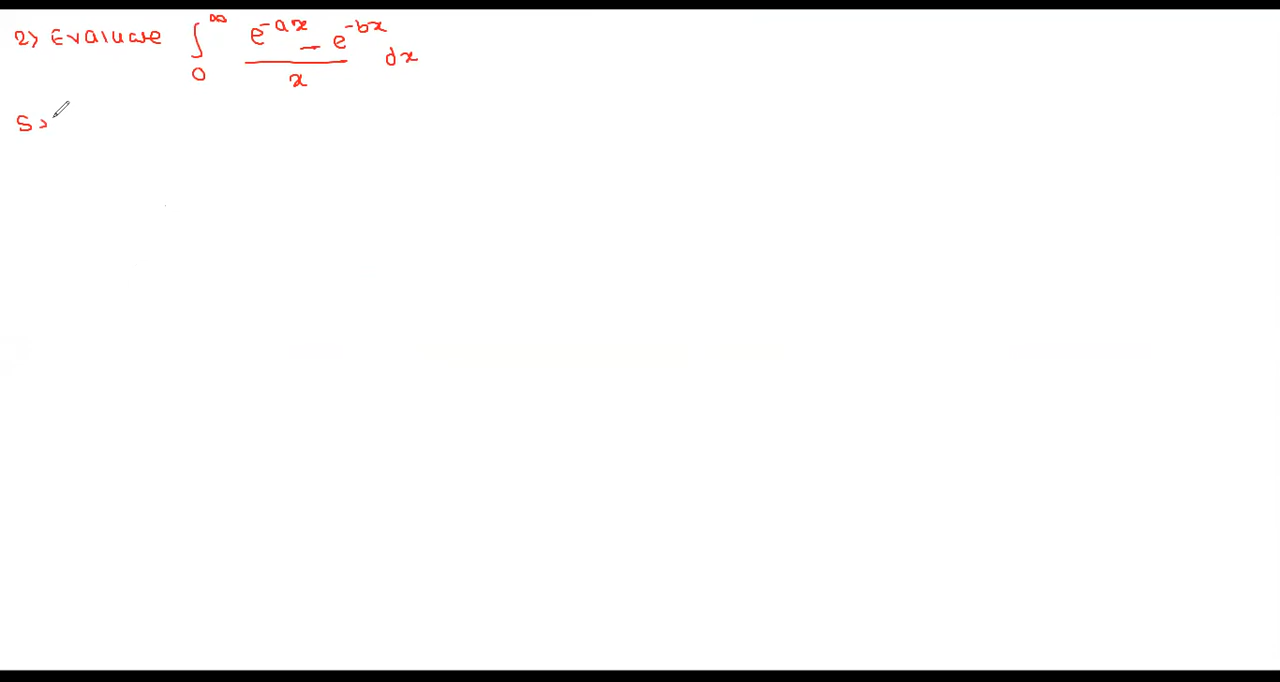 2) Evaluate ∫₀^∞ (e^{-ax} - e^{-bx})/x dx
S>